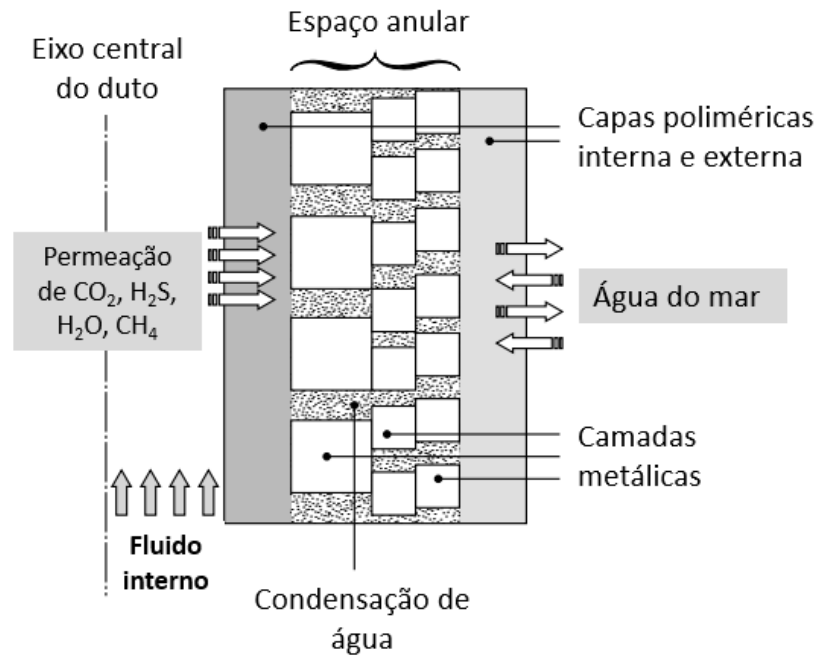 Espaço anular
Eixo central
do duto
Capas poliméricas
interna e externa
Permeação
de CO₂, H₂S,
H₂O, CH₄
Água do mar
Camadas
metálicas
Fluido
interno
Condensação de
água